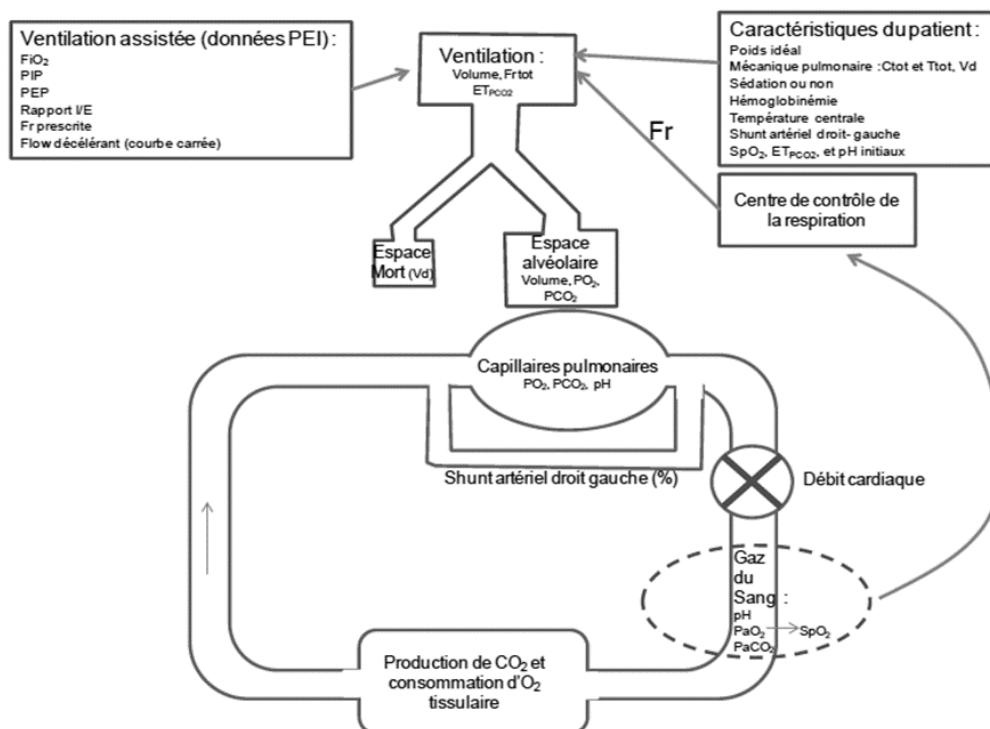 Ventilation assistée (données PEI) :
FiO2
PIP
PEP
Rapport I/E
Fr prescrite
Flow décélérant (courbe carrée)
Ventilation :
Volume, Frtot
ETPCO2
Caractéristiques du patient :
Poids idéal
Mécanique pulmonaire : Ctot et Ttot, Vd
Sédation ou non
Hémoglobinémie
Température centrale
Shunt artériel droit- gauche
SpO2, ETPCO2, et pH initiaux
Fr
Centre de contrôle de
la respiration
Espace
Mort (Vd)
Espace
alvéolaire
Volume, PO2,
PCO2
Capillaires pulmonaires
PO2, PCO2, pH
Shunt artériel droit gauche (%)
Débit cardiaque
Gaz
du
Sang :
pH
PaO2 → SpO2
PaCO2
Production de CO2 et
consommation d'O2
tissulaire